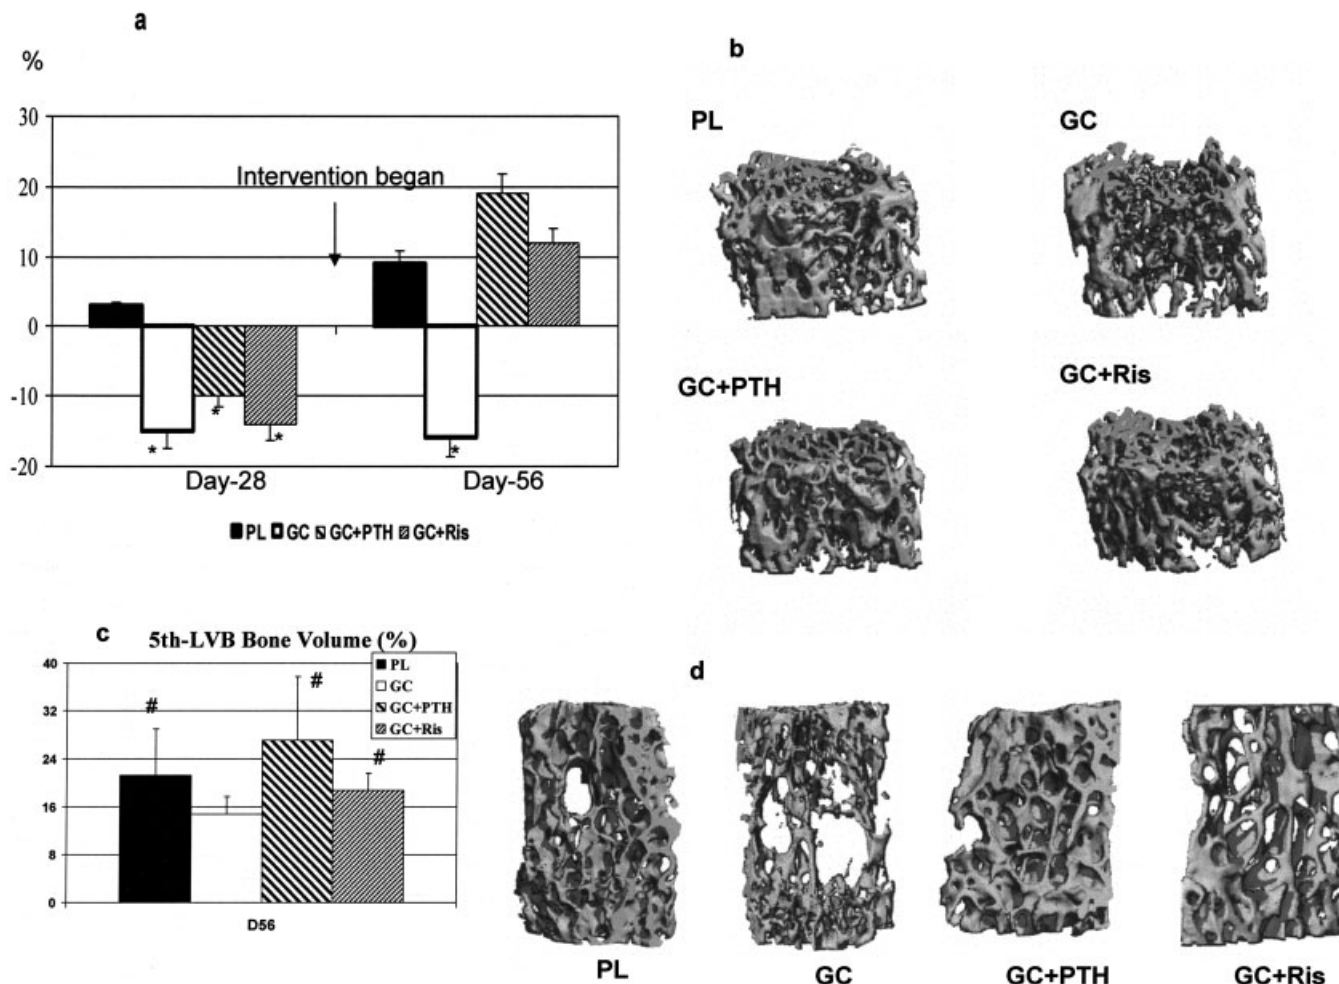 a
%
30
20
10
0
-10
-20
Intervention began
*
*
*
*
Day-28
Day-56
PL GC GC+PTH GC+Ris
b
PL
GC
GC+PTH
GC+Ris
c
5th-LVB Bone Volume (%)
40
32
24
16
8
0
#
#
#
PL
GC
GC+PTH
GC+Ris
D56
d
PL
GC
GC+PTH
GC+Ris